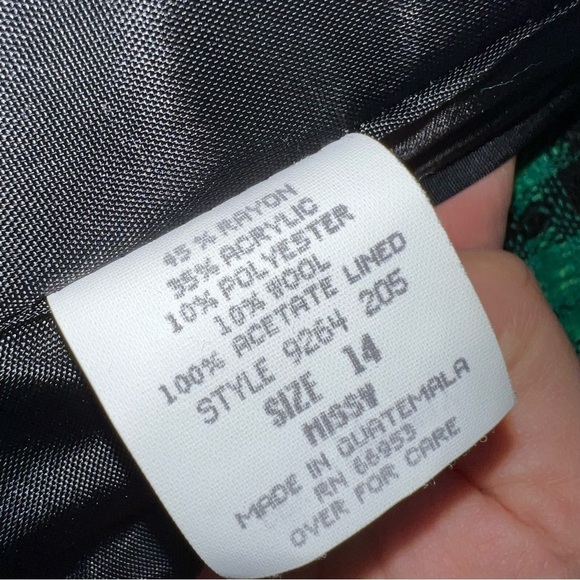 45% RAYON
35% ACRYLIC
10% POLYESTER
10% WOOL
100% ACETATE LINED
STYLE 9264 205
SIZE 14
MISSW
MADE IN GUATEMALA
RN 66953
OVER FOR CARE